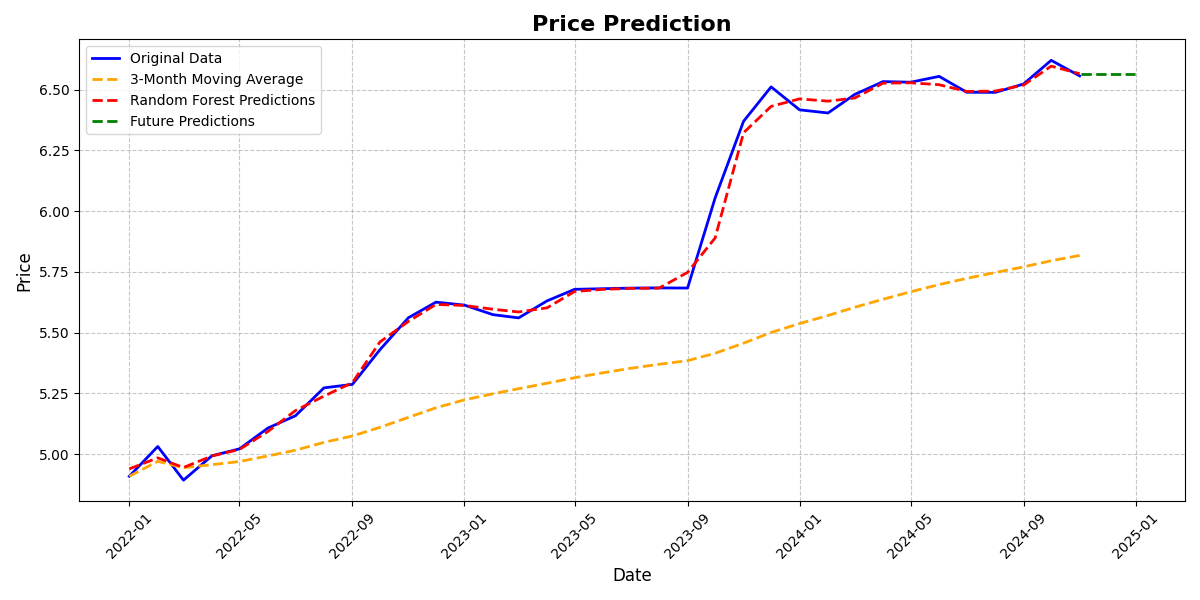 Price Prediction
Original Data
3-Month Moving Average
Random Forest Predictions
Future Predictions
6.50
6.25
6.00
5.75
5.50
5.25
5.00
Price
2022-01
2022-05
2022-09
2023-01
2023-05
2023-09
2024-01
2024-05
2024-09
2025-01
Date